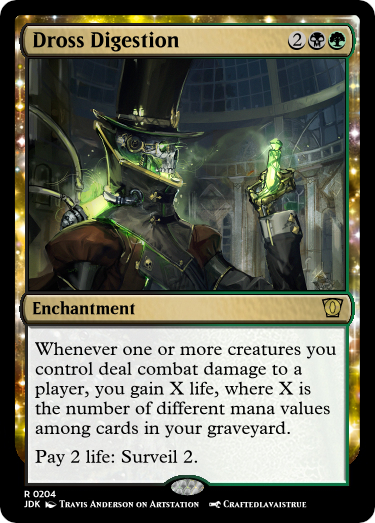 Dross Digestion 2
Enchantment
Whenever one or more creatures you
control deal combat damage to a
player, you gain X life, where X is
the number of different mana values
among cards in your graveyard.
Pay 2 life: Surveil 2.
R 0204
JDK Travis Anderson on Artstation Craftedlavaistrue